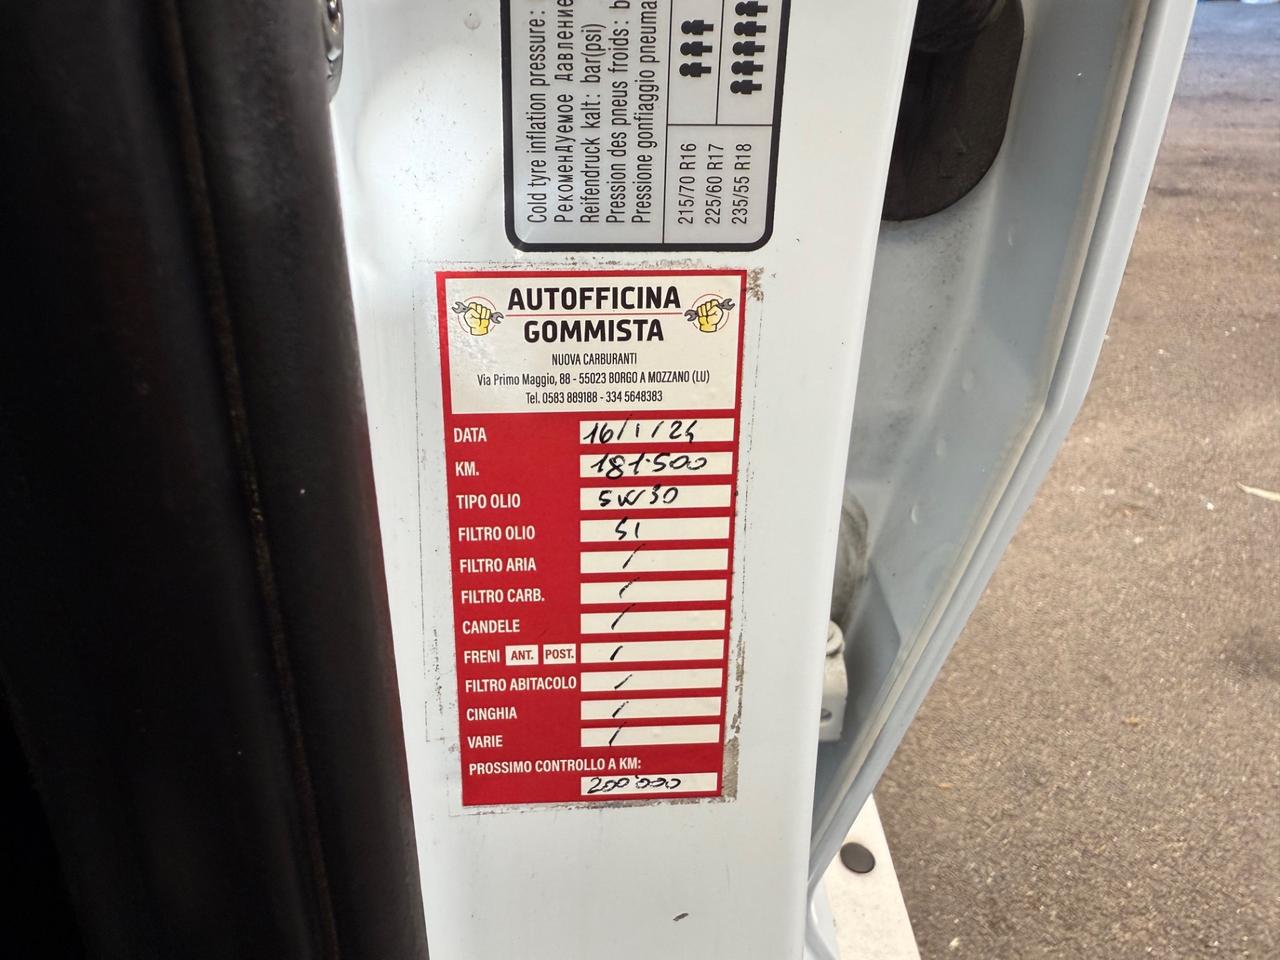 Cold tyre inflation pressure:
Рекомендуемое давление
Reifendruck kalt: bar(psi)
Pression des pneus froids: b
Pressione gonfiaggio pneuma
215/70 R16
225/60 R17
235/55 R18
AUTOFFICINA
GOMMISTA
NUOVA CARBURANTI
Via Primo Maggio, 88 - 55023 BORGO A MOZZANO (LU)
Tel. 0583 889188 - 334 5648383
DATA 16/1/24
KM. 181.500
TIPO OLIO 5W30
FILTRO OLIO SI
FILTRO ARIA /
FILTRO CARB. /
CANDELE /
FRENI ANT. POST. /
FILTRO ABITACOLO /
CINGHIA /
VARIE /
PROSSIMO CONTROLLO A KM:
200'000